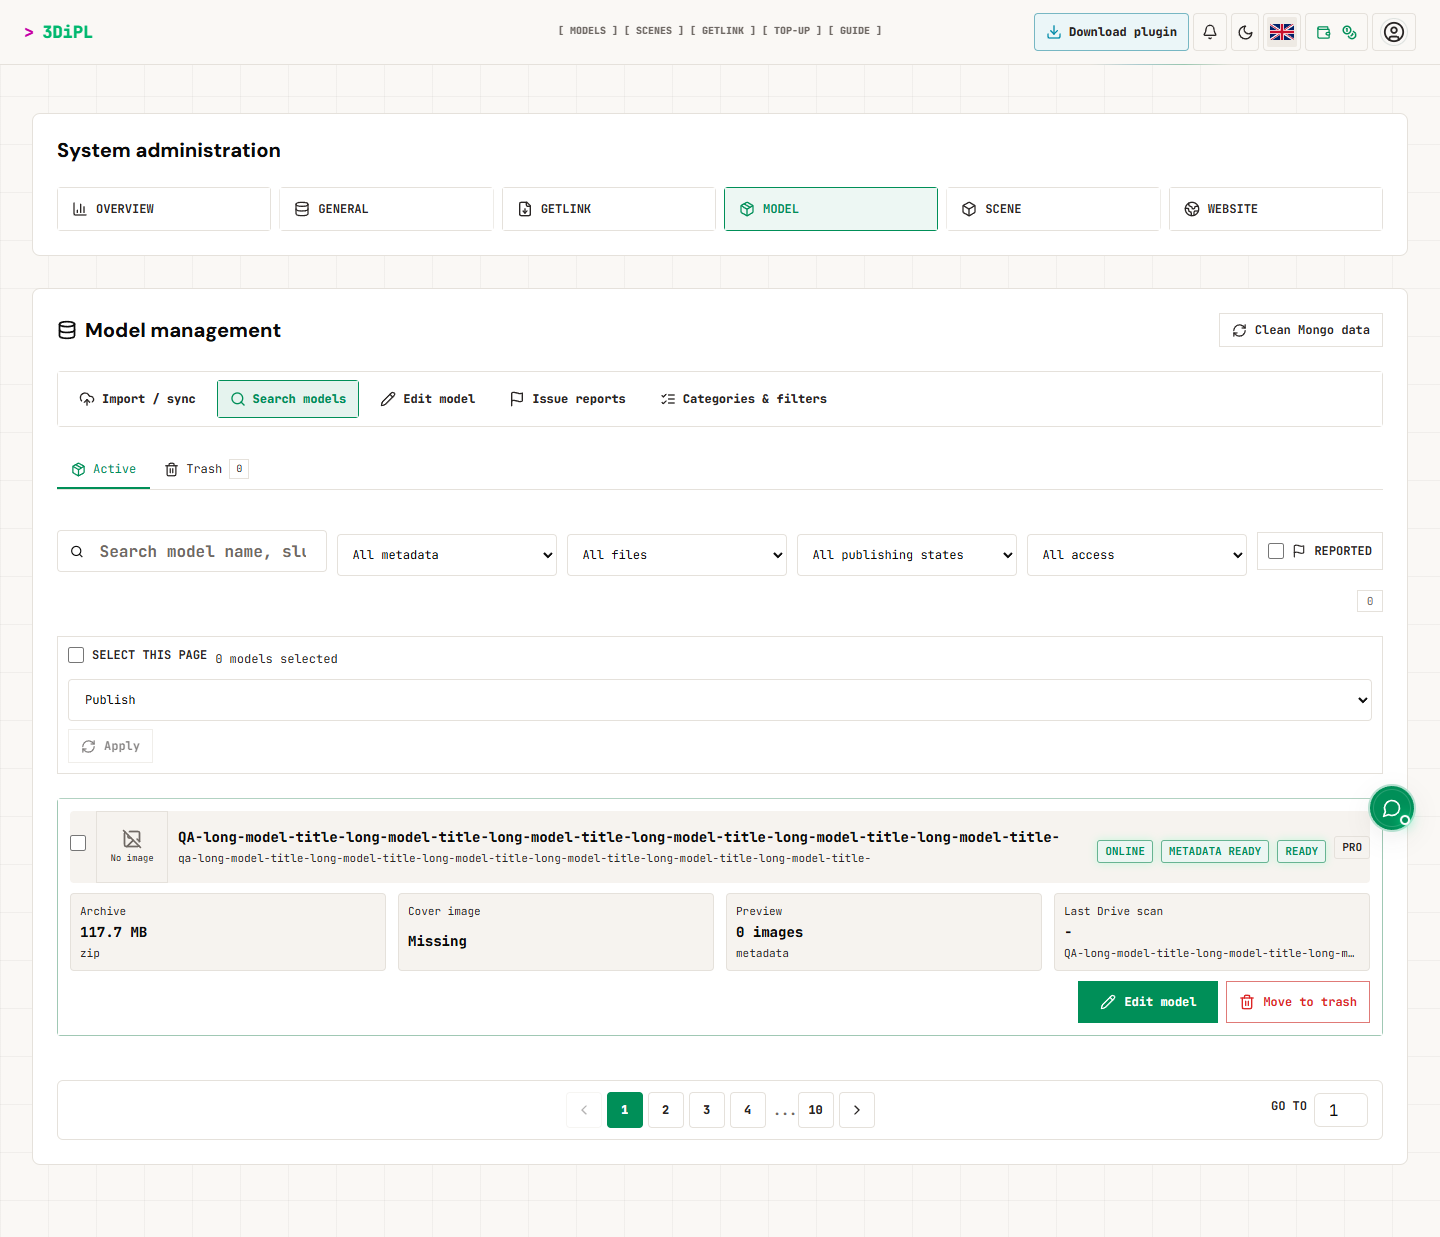 > 3DiPL
[ MODELS ] [ SCENES ] [ GETLINK ] [ TOP-UP ] [ GUIDE ]
Download plugin
System administration
OVERVIEW
GENERAL
GETLINK
MODEL
SCENE
WEBSITE
Model management
Clean Mongo data
Import / sync
Search models
Edit model
Issue reports
Categories & filters
Active
Trash 0
Search model name, slu
All metadata
All files
All publishing states
All access
REPORTED
0
SELECT THIS PAGE 0 models selected
Publish
Apply
No image
QA-long-model-title-long-model-title-long-model-title-long-model-title-long-model-title-long-model-title-
qa-long-model-title-long-model-title-long-model-title-long-model-title-long-model-title-long-model-title-
ONLINE
METADATA READY
READY
PRO
Archive
117.7 MB
zip
Cover image
Missing
Preview
0 images
metadata
Last Drive scan
-
QA-long-model-title-long-model-title-long-m…
Edit model
Move to trash
1 2 3 4 ... 10
GO TO 1